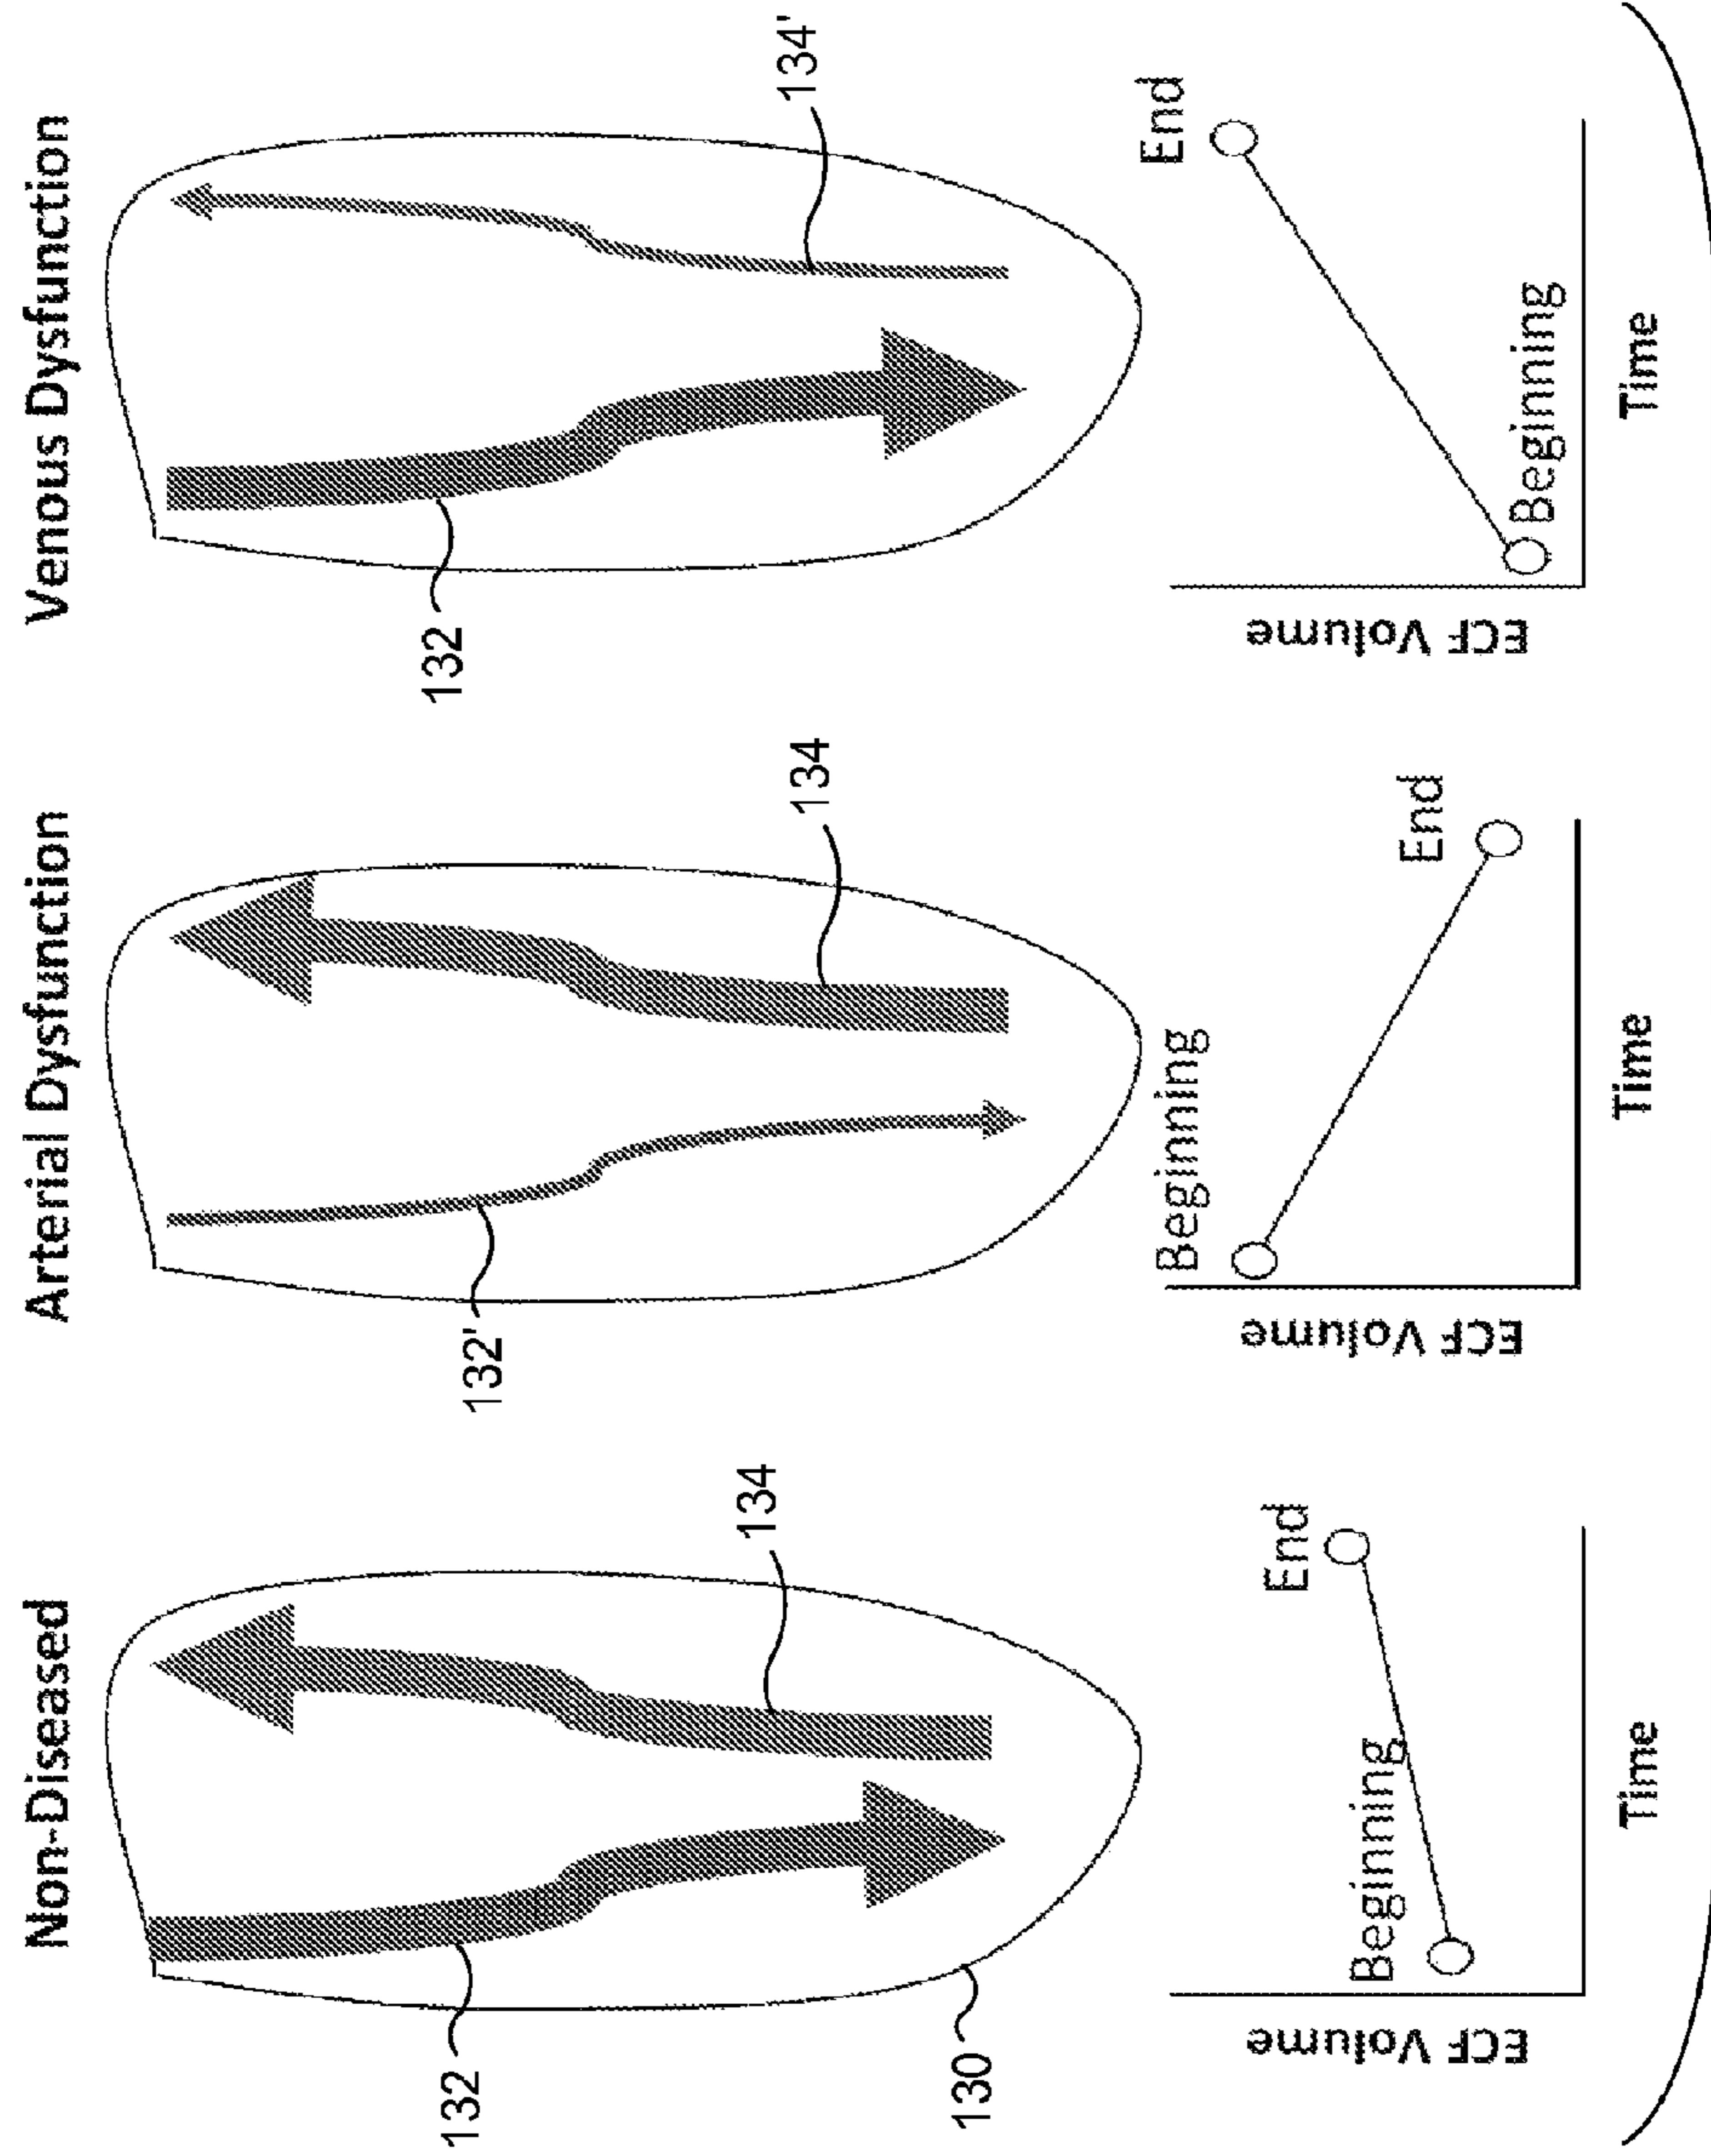 Non-Diseased
132
134
130
ECF Volume
Beginning
End
Time
Arterial Dysfunction
132'
134
ECF Volume
Beginning
End
Time
Venous Dysfunction
132
134'
ECF Volume
Beginning
End
Time